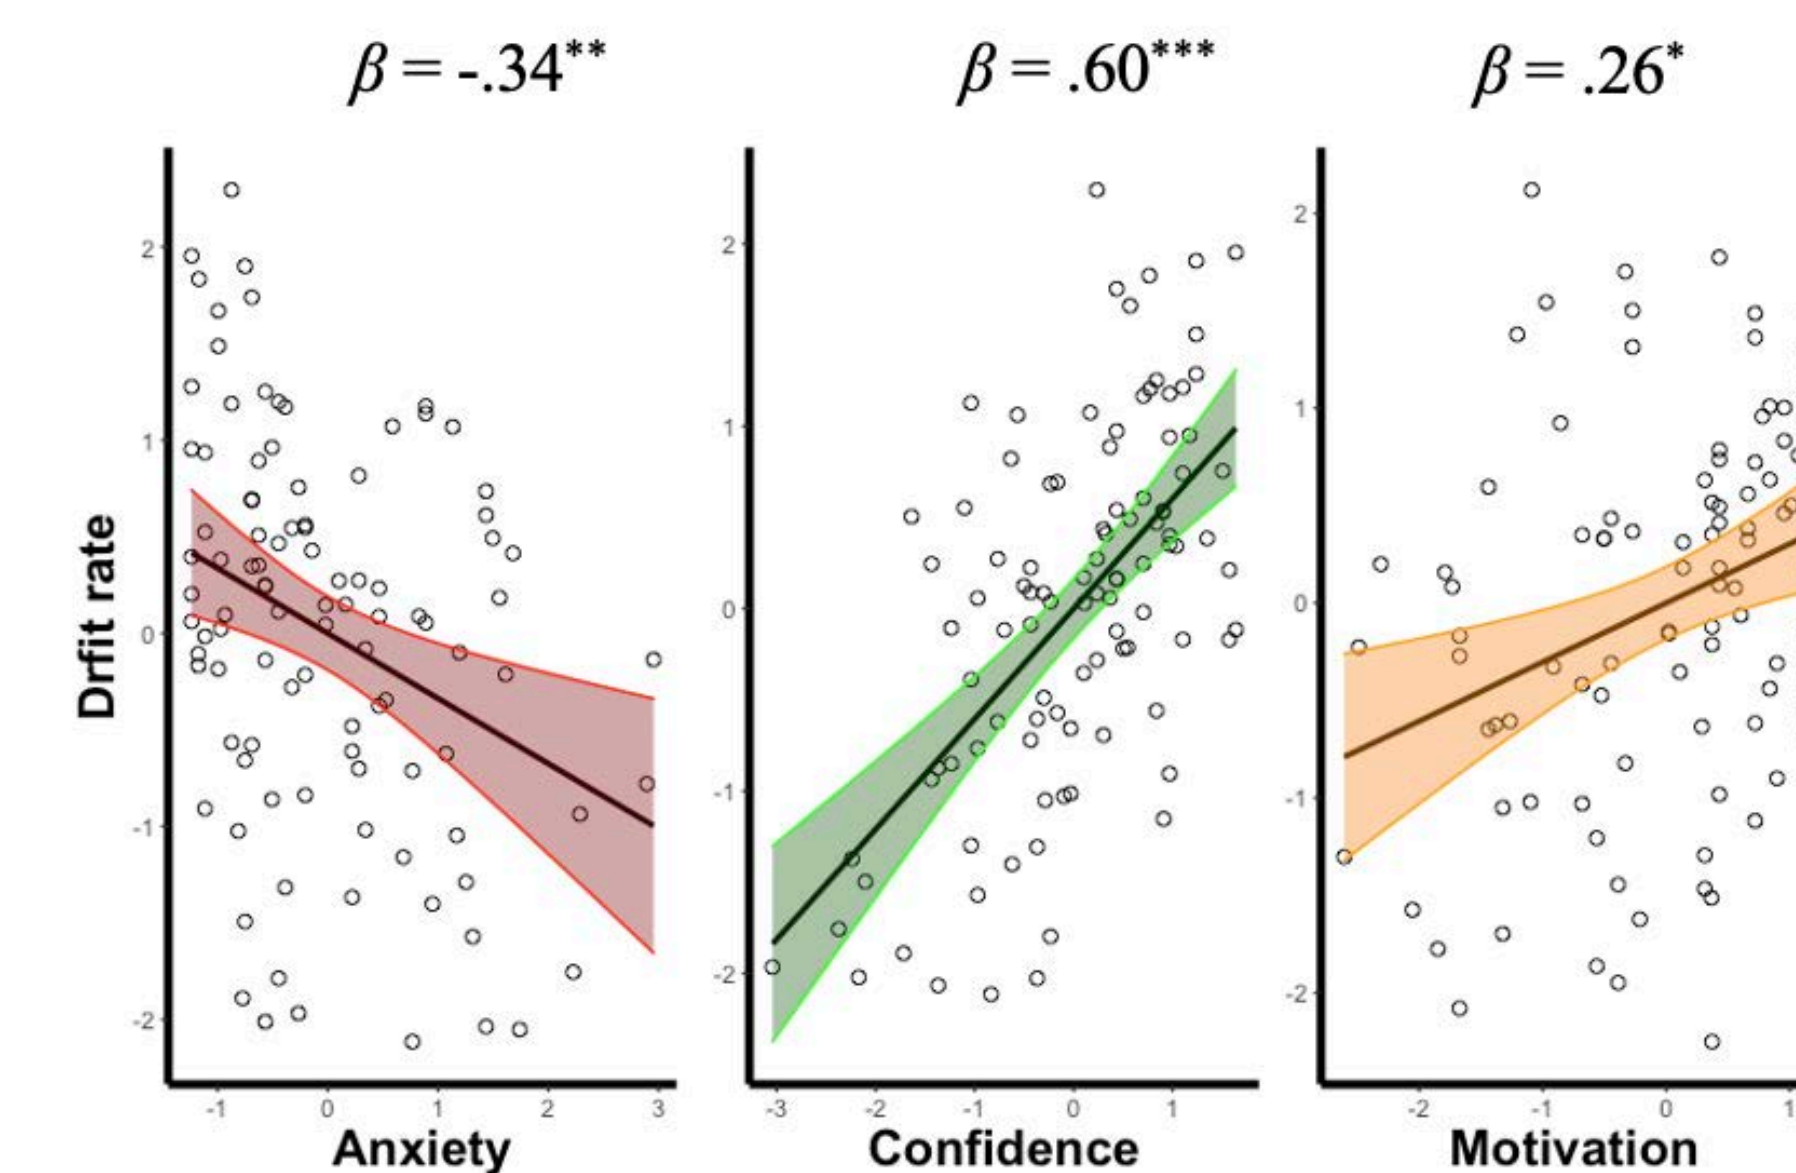 β = -.34**
β = .60***
β = .26*
Drfit rate
2
1
0
-1
-2
2
1
0
-1
-2
2
1
0
-1
-2
-1 0 1 2 3
-3 -2 -1 0 1
-2 -1 0 1
Anxiety
Confidence
Motivation